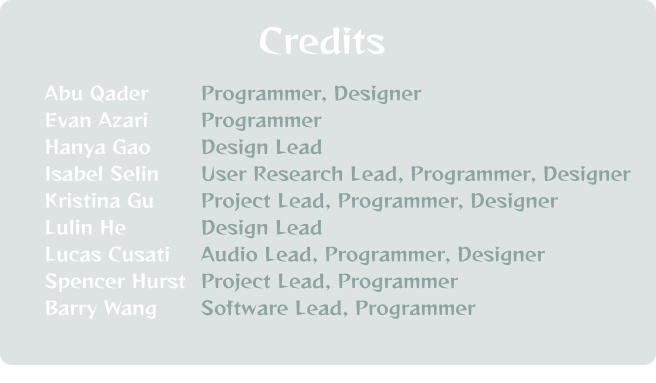 Credits
Abu Qader Programmer, Designer
Evan Azari Programmer
Hanya Gao Design Lead
Isabel Selin User Research Lead, Programmer, Designer
Kristina Gu Project Lead, Programmer, Designer
Lulin He Design Lead
Lucas Cusati Audio Lead, Programmer, Designer
Spencer Hurst Project Lead, Programmer
Barry Wang Software Lead, Programmer